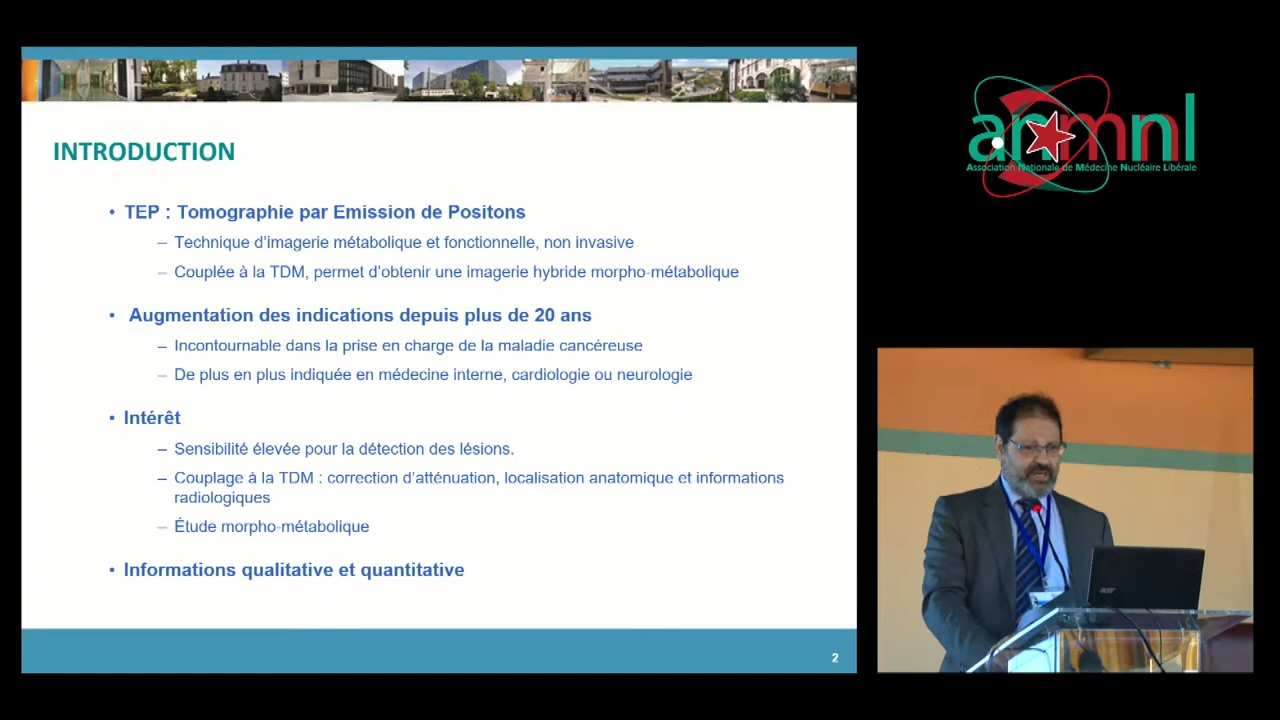 INTRODUCTION
• TEP : Tomographie par Emission de Positons
– Technique d'imagerie métabolique et fonctionnelle, non invasive
– Couplée à la TDM, permet d'obtenir une imagerie hybride morpho-métabolique
• Augmentation des indications depuis plus de 20 ans
– Incontournable dans la prise en charge de la maladie cancéreuse
– De plus en plus indiquée en médecine interne, cardiologie ou neurologie
• Intérêt
– Sensibilité élevée pour la détection des lésions.
– Couplage à la TDM : correction d'atténuation, localisation anatomique et informations
radiologiques
– Étude morpho-métabolique
• Informations qualitative et quantitative
2
anmnl
Association Nationale de Médecine Nucléaire Libérale
acer